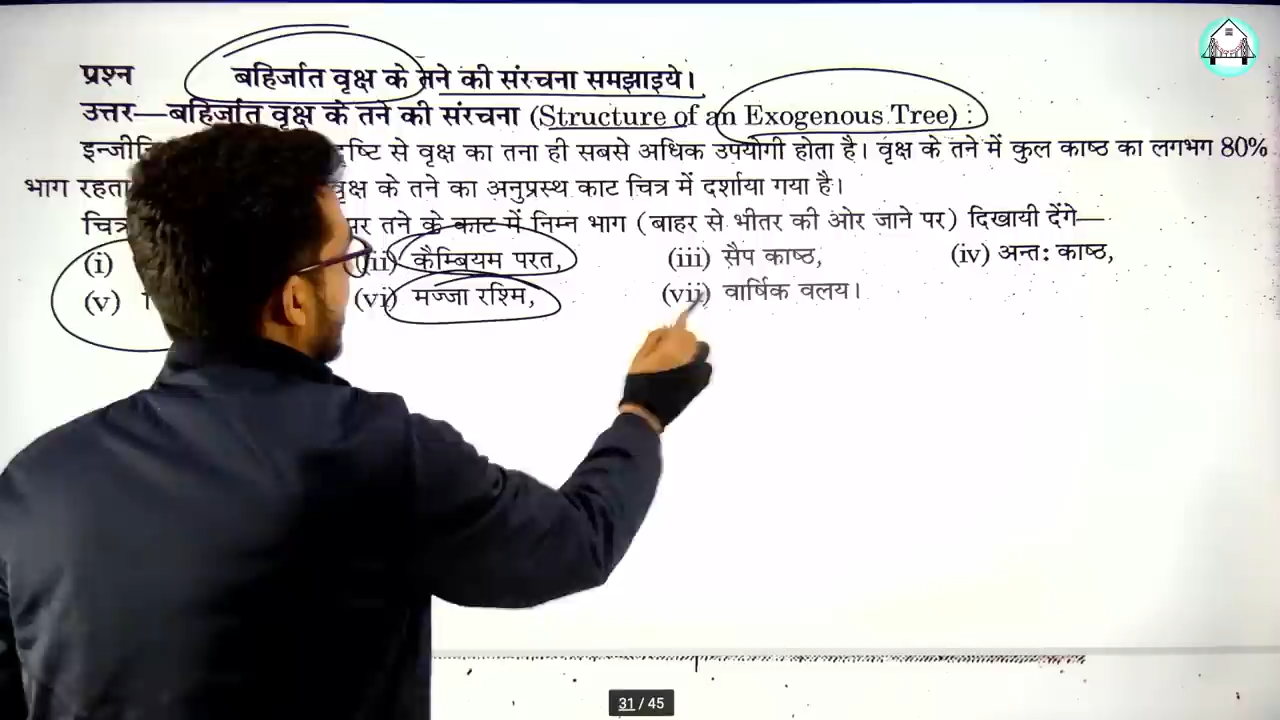 प्रश्न बहिर्जात वृक्ष के तने की संरचना समझाइये।
उत्तर—बहिर्जात वृक्ष के तने की संरचना (Structure of an Exogenous Tree) :
दृष्टि से वृक्ष का तना ही सबसे अधिक उपयोगी होता है। वृक्ष के तने में कुल काष्ठ का लगभग 80%
भाग रहता वृक्ष के तने का अनुप्रस्थ काट चित्र में दर्शाया गया है।
तने के काट में निम्न भाग (बाहर से भीतर की ओर जाने पर) दिखायी देंगे—
(i) (ii) कैम्बियम परत, (iii) सैप काष्ठ, (iv) अन्तः काष्ठ,
(v) (vi) मज्जा रश्मि, (vii) वार्षिक वलय।
31 / 45